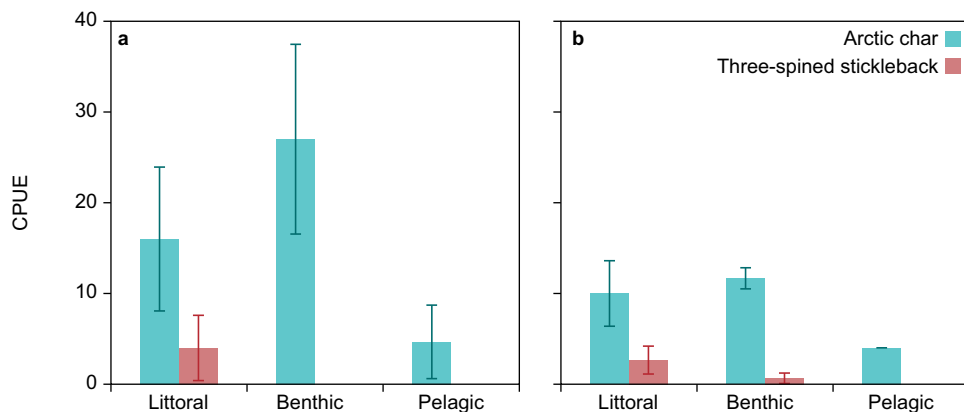 40
30
20
10
0
CPUE
a
Littoral
Benthic
Pelagic
b
Arctic char
Three-spined stickleback
Littoral
Benthic
Pelagic